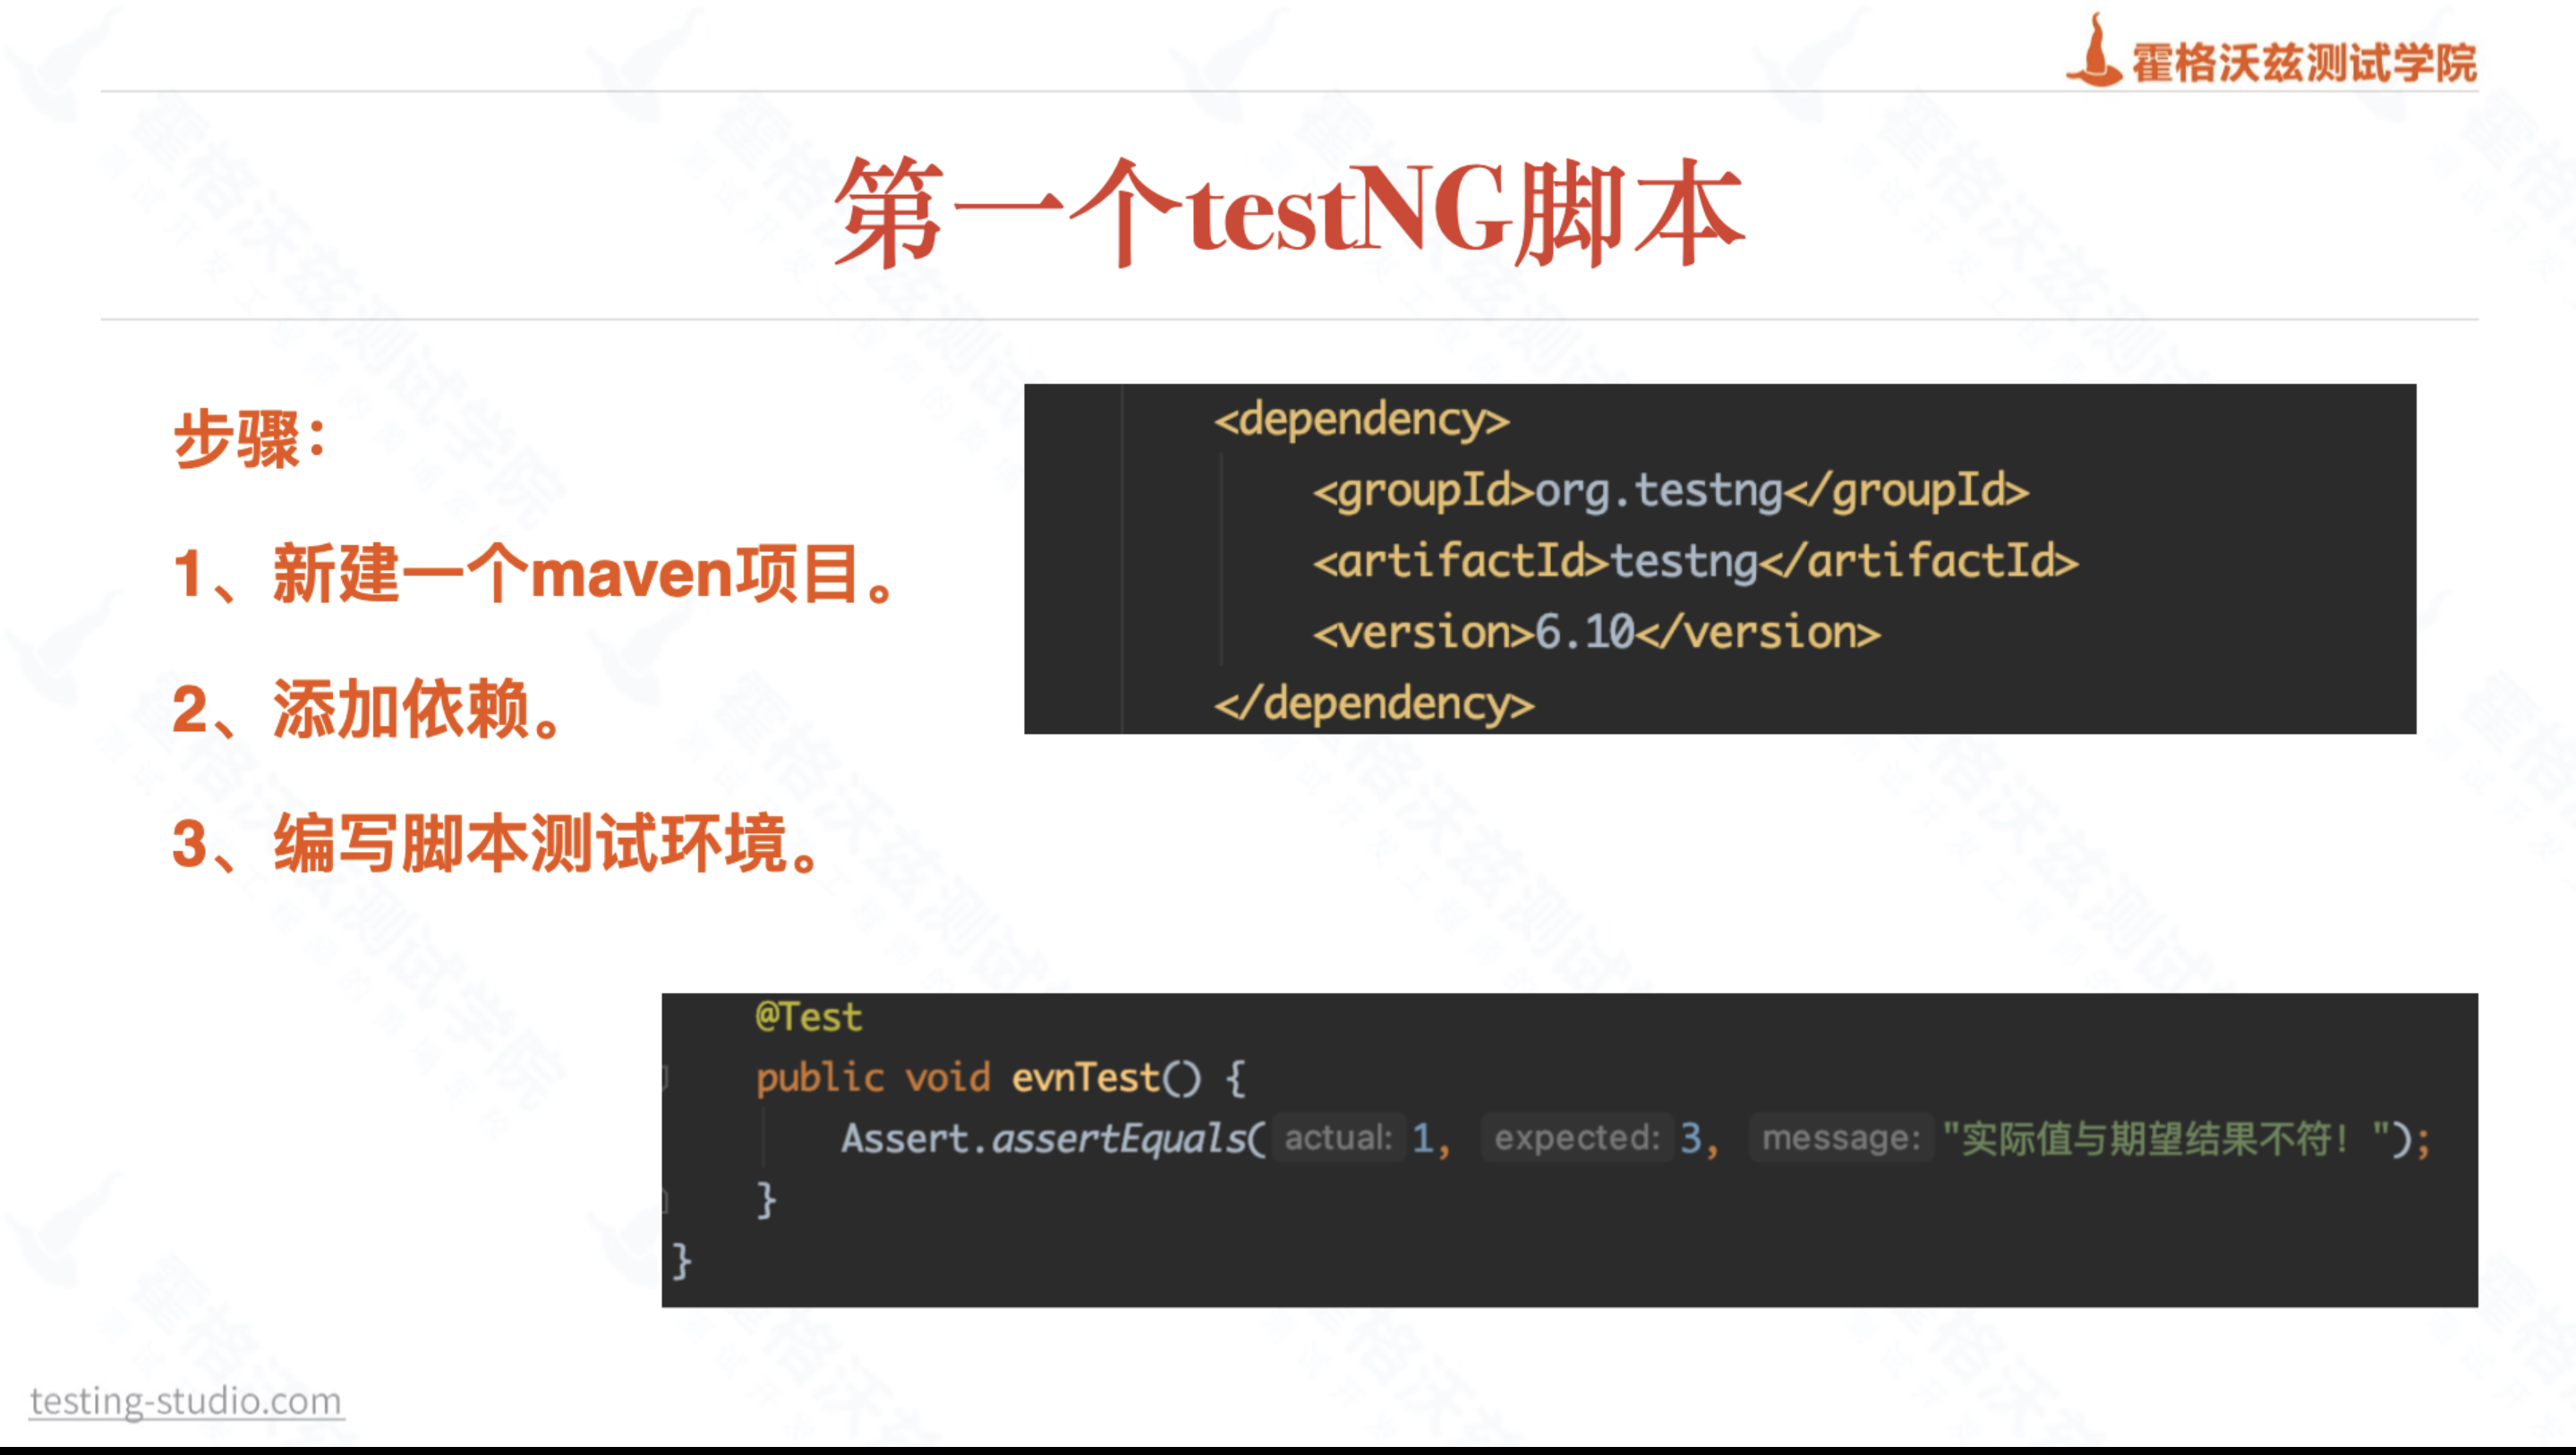 霍格沃兹测试学院
第一个testNG脚本
步骤：
1、新建一个maven项目。
2、添加依赖。
3、编写脚本测试环境。
<dependency>
<groupId>org.testng</groupId>
<artifactId>testng</artifactId>
<version>6.10</version>
</dependency>
@Test
public void evnTest() {
Assert.assertEquals( actual: 1, expected: 3, message: "实际值与期望结果不符！");
}
}
testing-studio.com